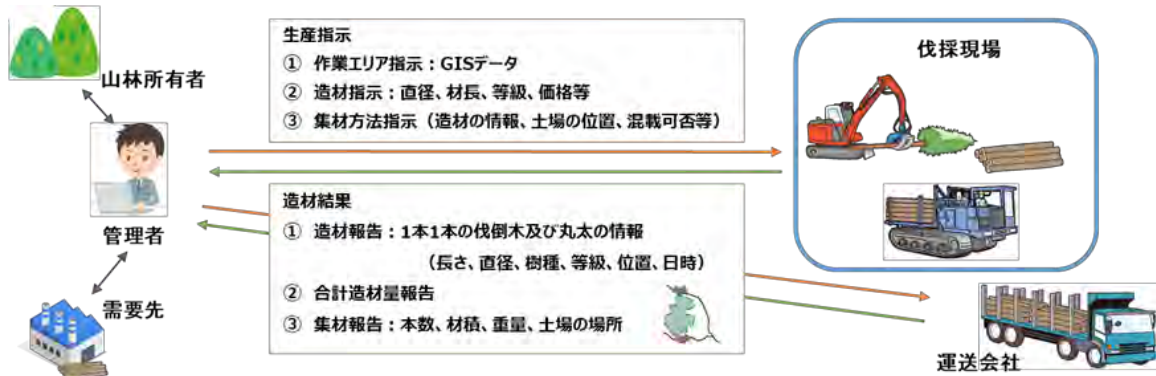 山林所有者
管理者
需要先
生産指示
① 作業エリア指示：GISデータ
② 造材指示：直径、材長、等級、価格等
③ 集材方法指示（造材の情報、土場の位置、混載可否等）
造材結果
① 造材報告：1本1本の伐倒木及び丸太の情報
（長さ、直径、樹種、等級、位置、日時）
② 合計造材量報告
③ 集材報告：本数、材積、重量、土場の場所
伐採現場
運送会社